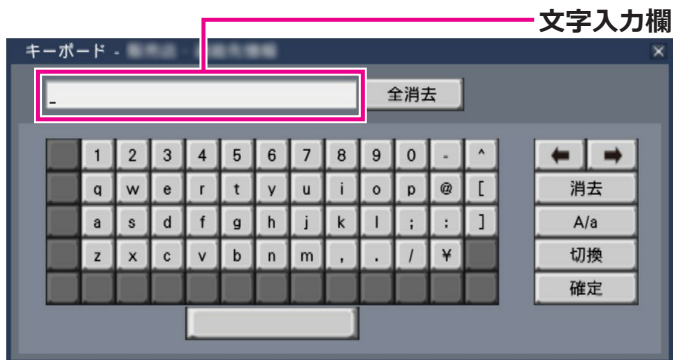 文字入力欄
キーボード -
×
_
全消去
1 2 3 4 5 6 7 8 9 0 - ^
q w e r t y u i o p @ [
消去
a s d f g h j k l ; : ]
A/a
z x c v b n m , . / ¥
切換
確定